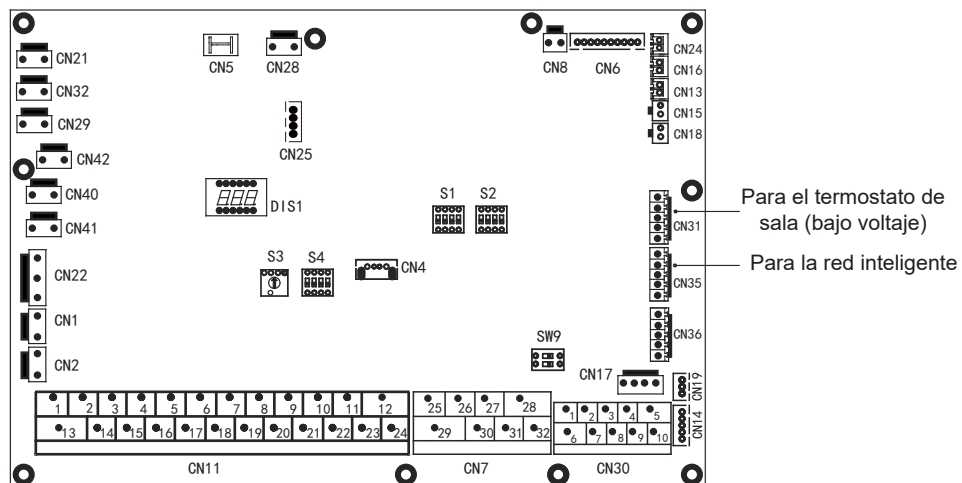 CN21
CN5
CN28
CN8
CN6
CN24
CN16
CN13
CN15
CN18
CN32
CN29
CN42
CN25
CN40
CN41
DIS1
S1
S2
CN31
Para el termostato de
sala (bajo voltaje)
CN22
S3
S4
CN4
CN35
Para la red inteligente
CN1
CN36
CN2
SW9
CN17
CN19
CN14
1 2 3 4 5 6 7 8 9 10 11 12
13 14 15 16 17 18 19 20 21 22 23 24
CN11
25 26 27 28
29 30 31 32
CN7
1 2 3 4 5
6 7 8 9 10
CN30